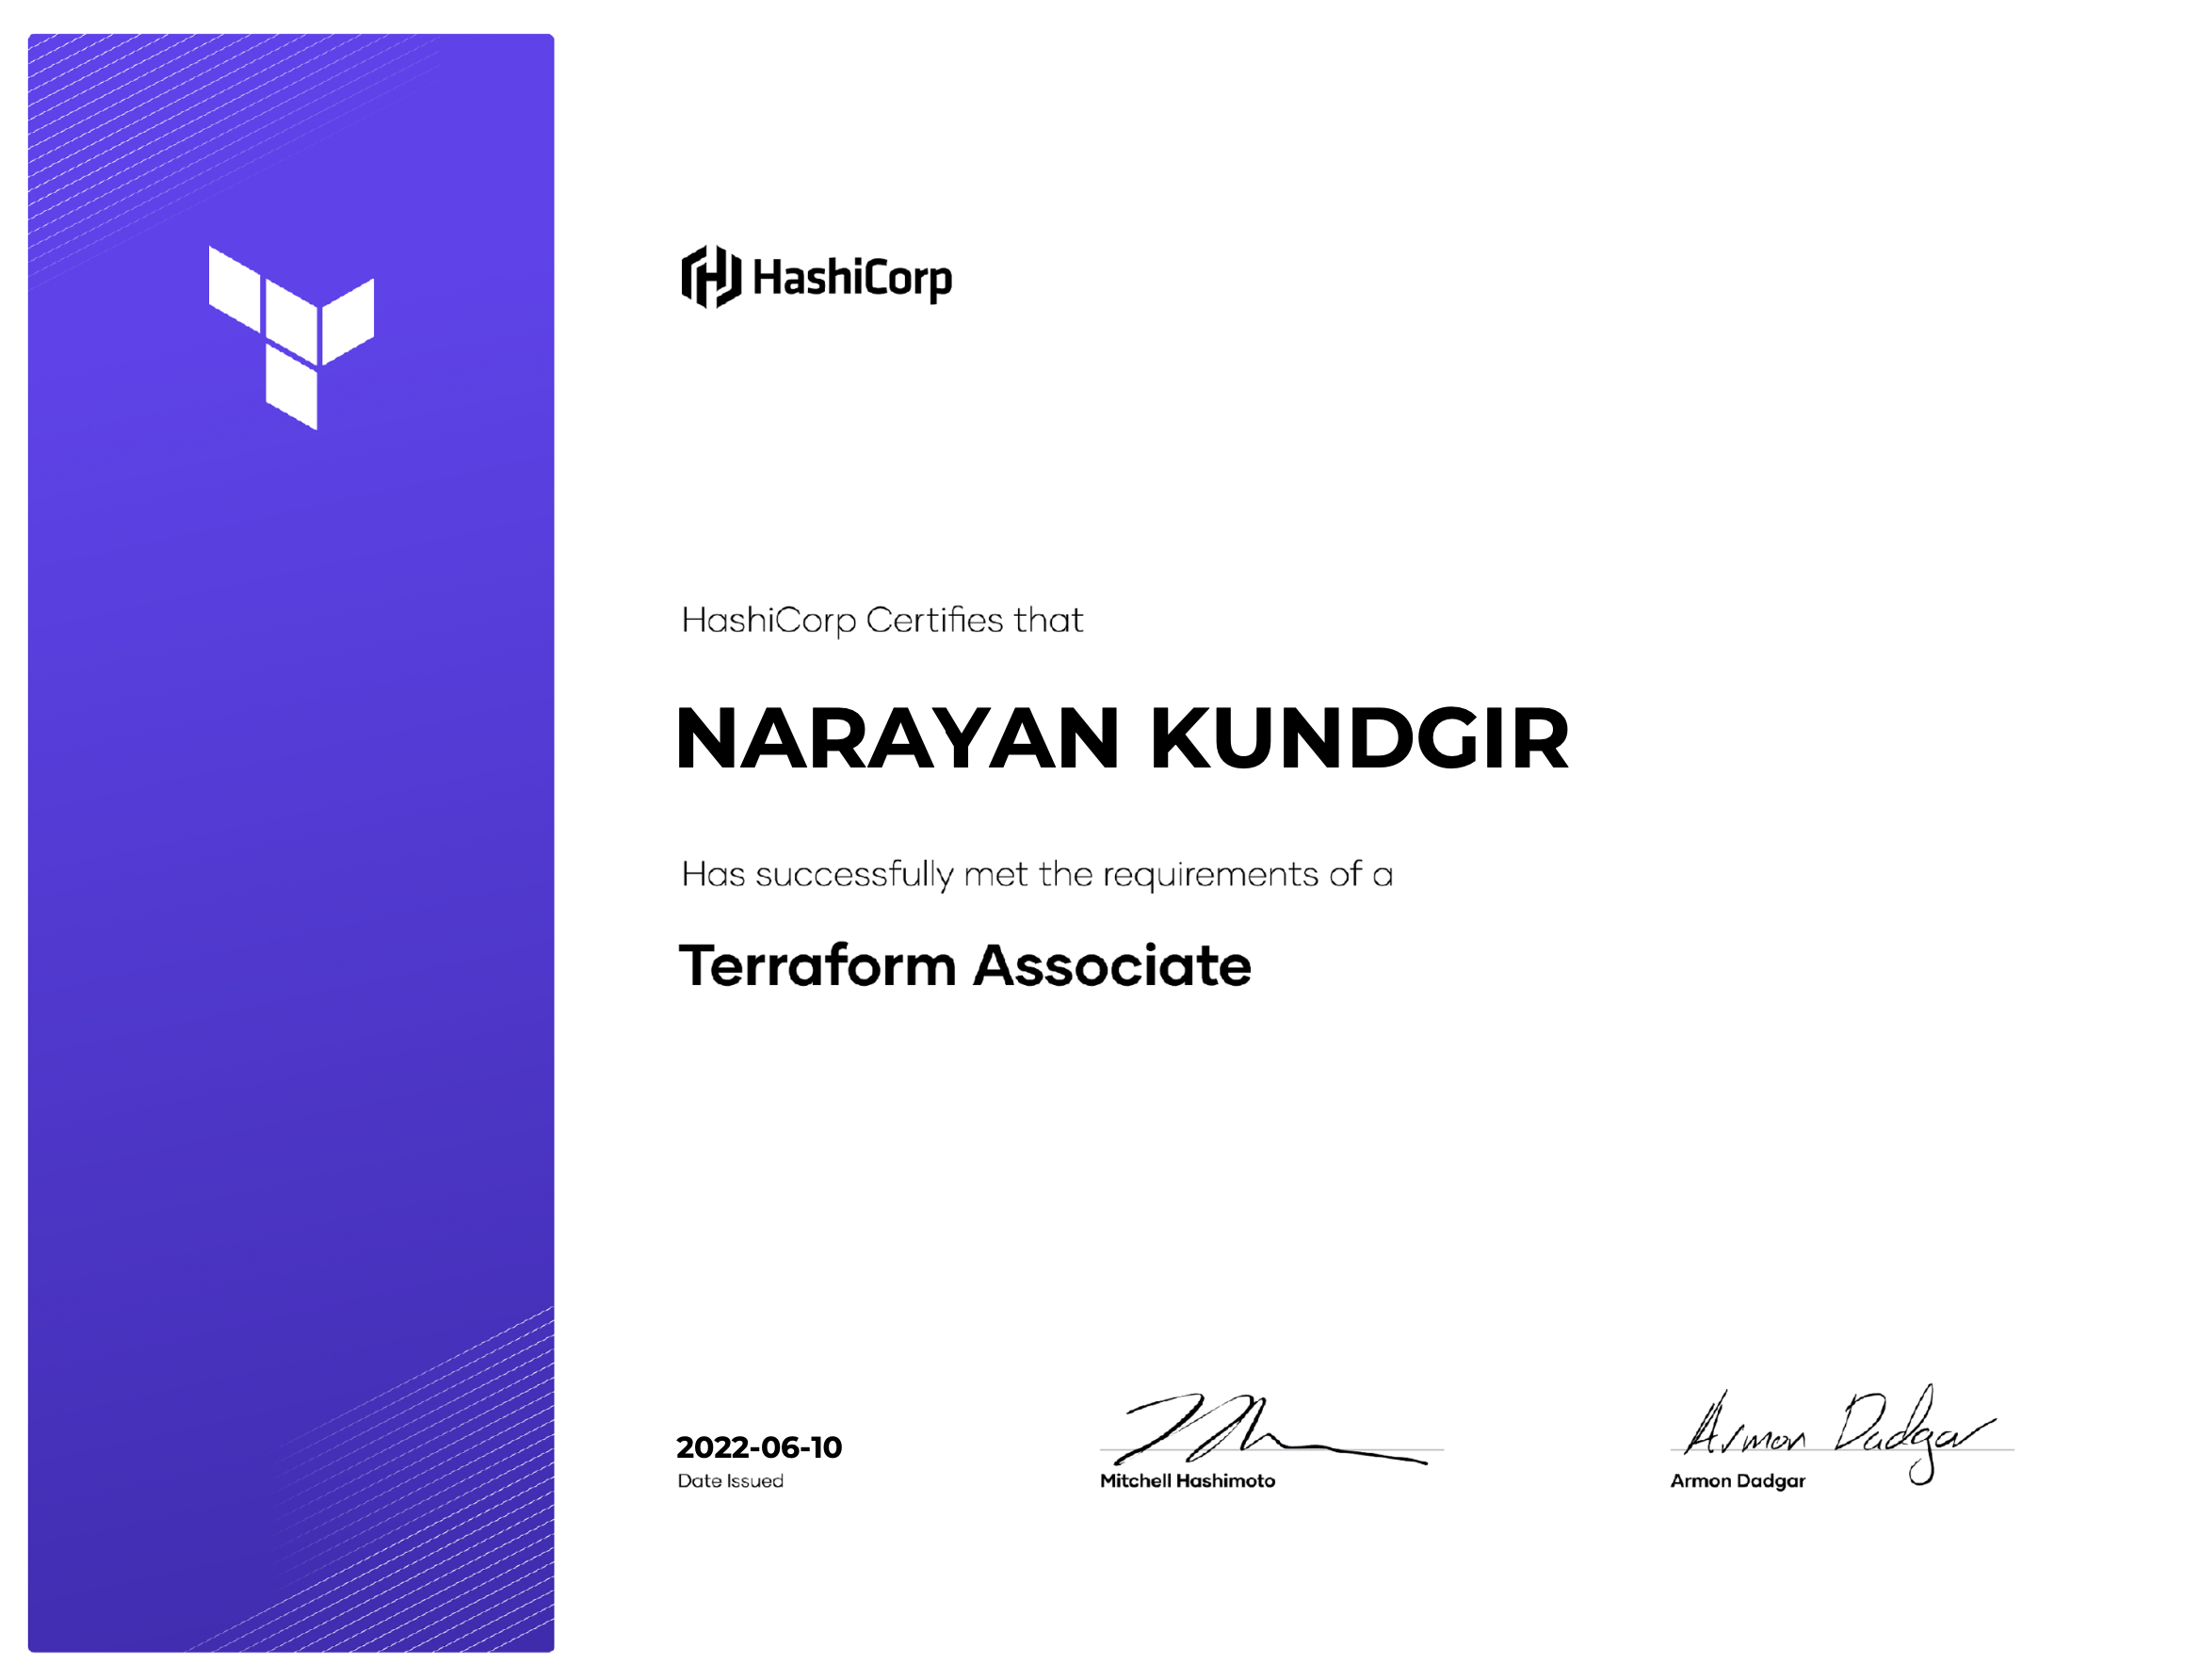 HashiCorp
HashiCorp Certifies that
NARAYAN KUNDGIR
Has successfully met the requirements of a
Terraform Associate
2022-06-10
Date Issued
Mitchell Hashimoto
Armon Dadgar
Armon Dadgar